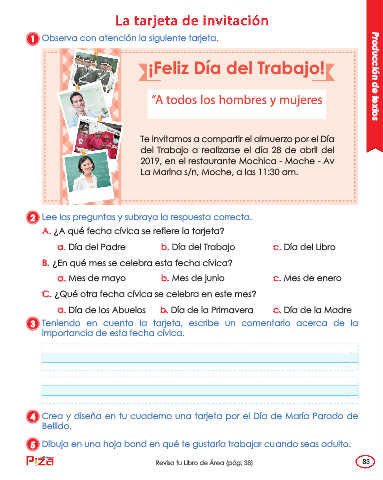 La tarjeta de invitación
1 Observa con atención la siguiente tarjeta.
¡Feliz Día del Trabajo!
“A todos los hombres y mujeres
Te invitamos a compartir el almuerzo por el Día
del Trabajo a realizarse el día 28 de abril del
2019, en el restaurante Mochica - Moche - Av
La Marina s/n, Moche, a las 11:30 am.
Producción de textos
2 Lee las preguntas y subraya la respuesta correcta.
A. ¿A qué fecha cívica se refiere la tarjeta?
a. Día del Padre b. Día del Trabajo c. Día del Libro
B. ¿En qué mes se celebra esta fecha cívica?
a. Mes de mayo b. Mes de junio c. Mes de enero
C. ¿Qué otra fecha cívica se celebra en este mes?
a. Día de los Abuelos b. Día de la Primavera c. Día de la Madre
3 Teniendo en cuenta la tarjeta, escribe un comentario acerca de la
importancia de esta fecha cívica.
4 Crea y diseña en tu cuaderno una tarjeta por el Día de María Parado de
Bellido.
5 Dibuja en una hoja bond en qué te gustaría trabajar cuando seas adulto.
Revisa tu Libro de Área (pág. 38)
83